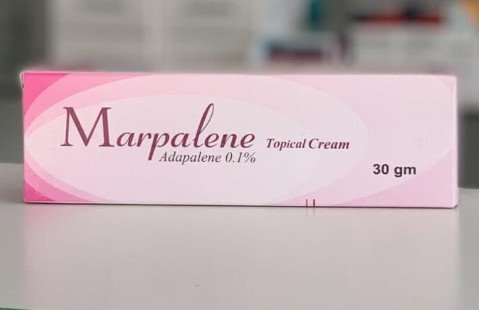 Marpalene Topical Cream
Adapalene 0.1%
30 gm